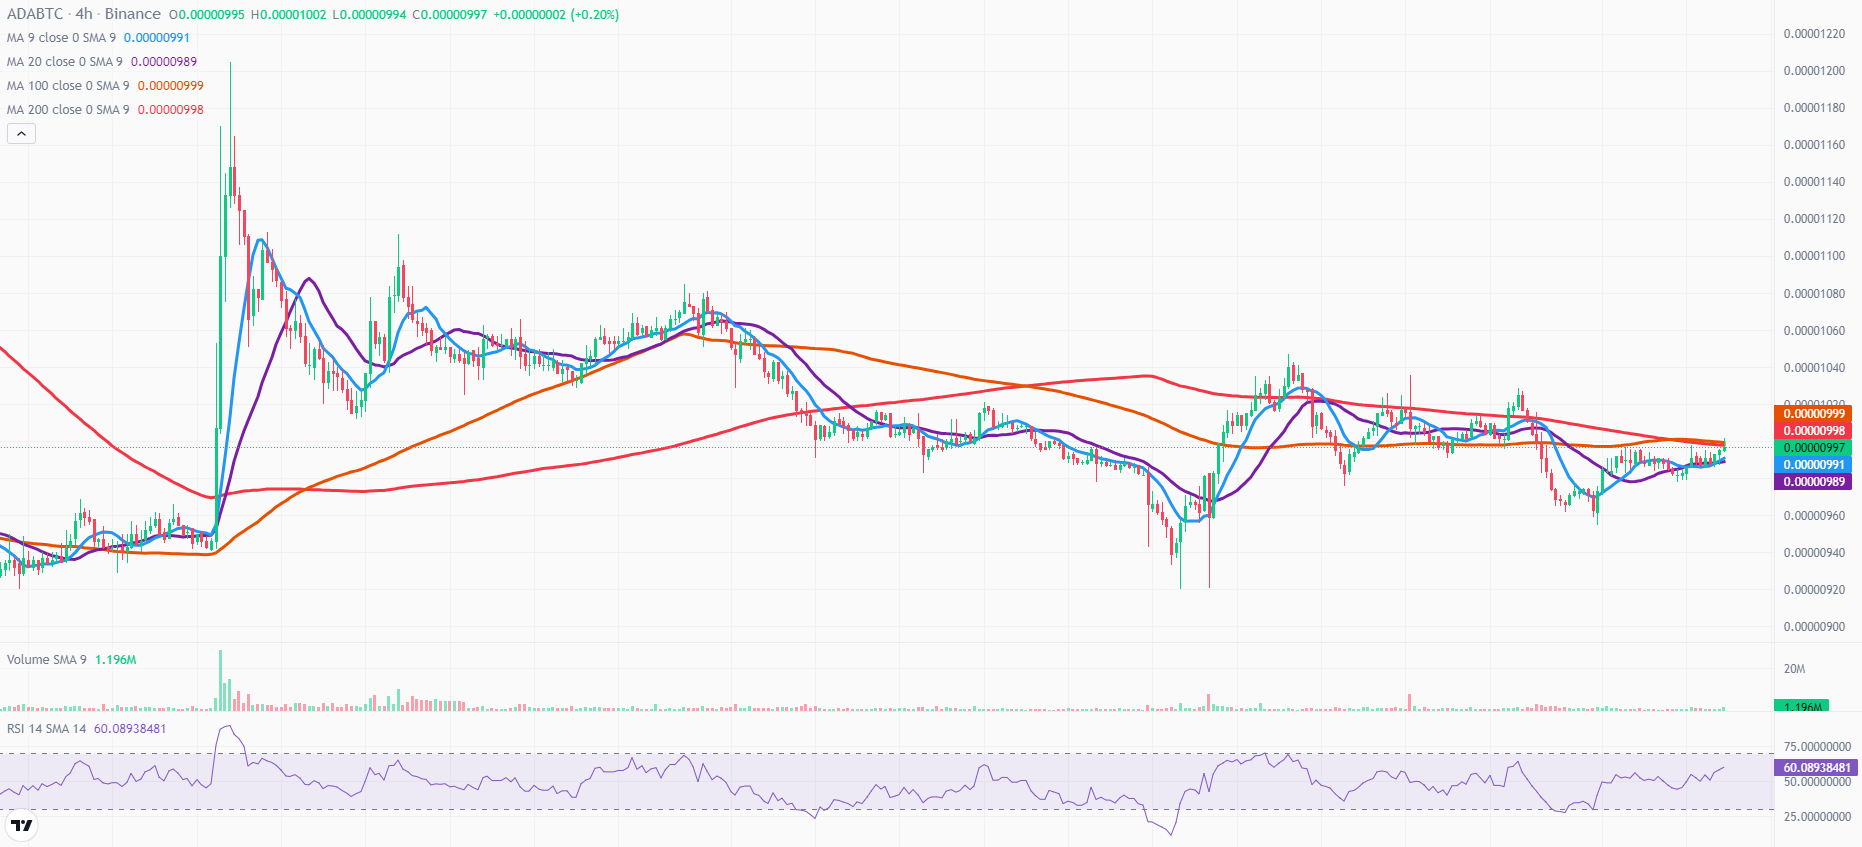 ADABTC · 4h · Binance O0.00000995 H0.00001002 L0.00000994 C0.00000997 +0.00000002 (+0.20%)
MA 9 close 0 SMA 9 0.00000991
MA 20 close 0 SMA 9 0.00000989
MA 100 close 0 SMA 9 0.00000999
MA 200 close 0 SMA 9 0.00000998
0.00001220
0.00001200
0.00001180
0.00001160
0.00001140
0.00001120
0.00001100
0.00001080
0.00001060
0.00001040
0.00001020
0.00000999
0.00000998
0.00000997
0.00000991
0.00000989
0.00000960
0.00000940
0.00000920
0.00000900
Volume SMA 9 1.196M
20M
1.196M
RSI 14 SMA 14 60.08938481
75.00000000
60.08938481
50.00000000
25.00000000